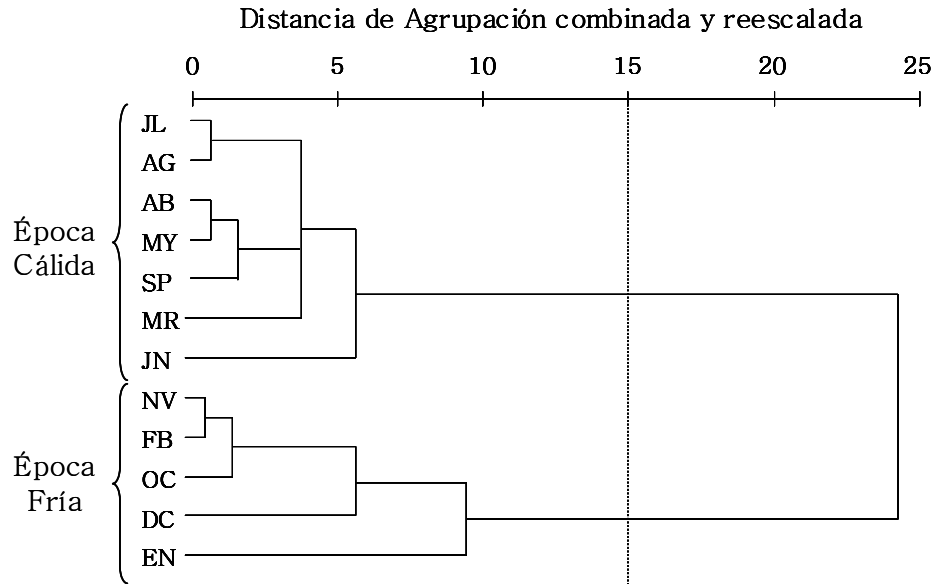 Distancia de Agrupación combinada y reescalada
0 5 10 15 20 25
JL
AG
AB
MY
SP
MR
JN
Época
Cálida
NV
FB
OC
DC
EN
Época
Fría